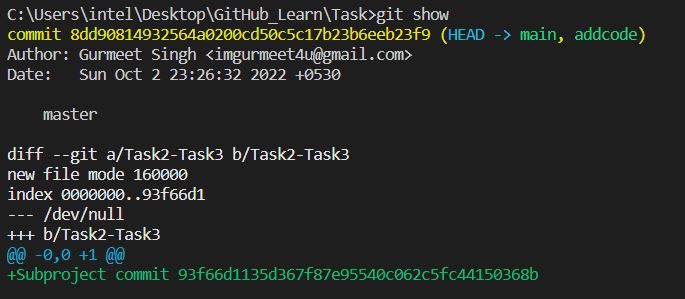 C:\Users\intel\Desktop\GitHub_Learn\Task>git show
commit 8dd90814932564a0200cd50c5c17b23b6eeb23f9 (HEAD -> main, addcode)
Author: Gurmeet Singh <imgurmeet4u@gmail.com>
Date:   Sun Oct 2 23:26:32 2022 +0530
master
diff --git a/Task2-Task3 b/Task2-Task3
new file mode 160000
index 0000000..93f66d1
--- /dev/null
+++ b/Task2-Task3
@@ -0,0 +1 @@
+Subproject commit 93f66d1135d367f87e95540c062c5fc44150368b